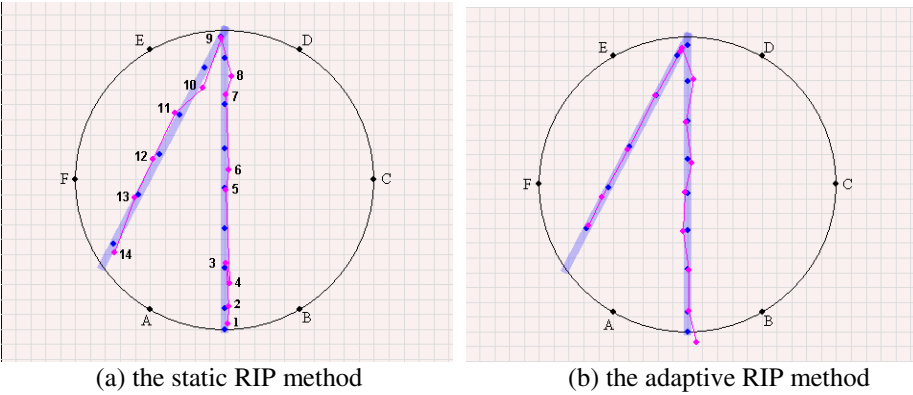 E
D
9
8
10
7
11
12
6
F
5
C
13
14
3
4
2
A
1
B
E
D
F
C
A
B
(a) the static RIP method
(b) the adaptive RIP method